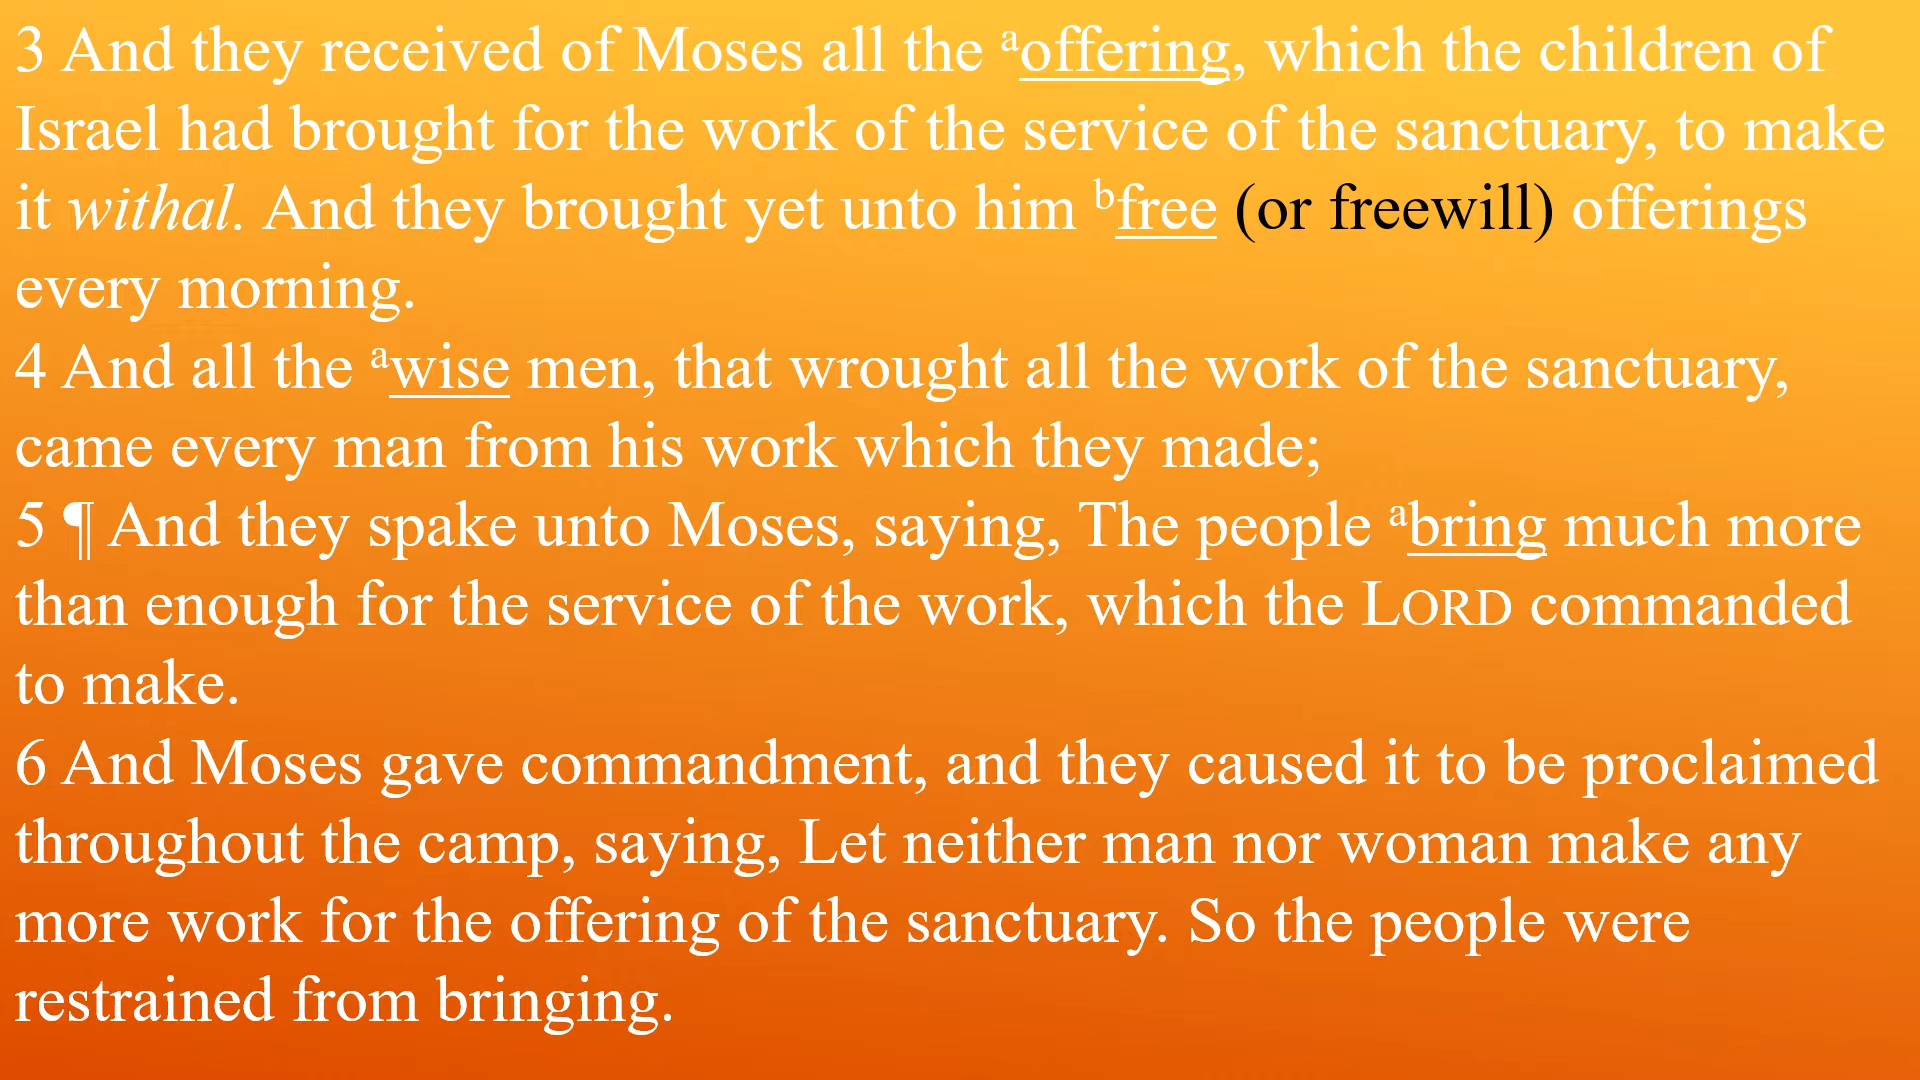 3 And they received of Moses all the ᵃoffering, which the children of
Israel had brought for the work of the service of the sanctuary, to make
it withal. And they brought yet unto him ᵇfree (or freewill) offerings
every morning.
4 And all the ᵃwise men, that wrought all the work of the sanctuary,
came every man from his work which they made;
5 ¶ And they spake unto Moses, saying, The people ᵃbring much more
than enough for the service of the work, which the LORD commanded
to make.
6 And Moses gave commandment, and they caused it to be proclaimed
throughout the camp, saying, Let neither man nor woman make any
more work for the offering of the sanctuary. So the people were
restrained from bringing.